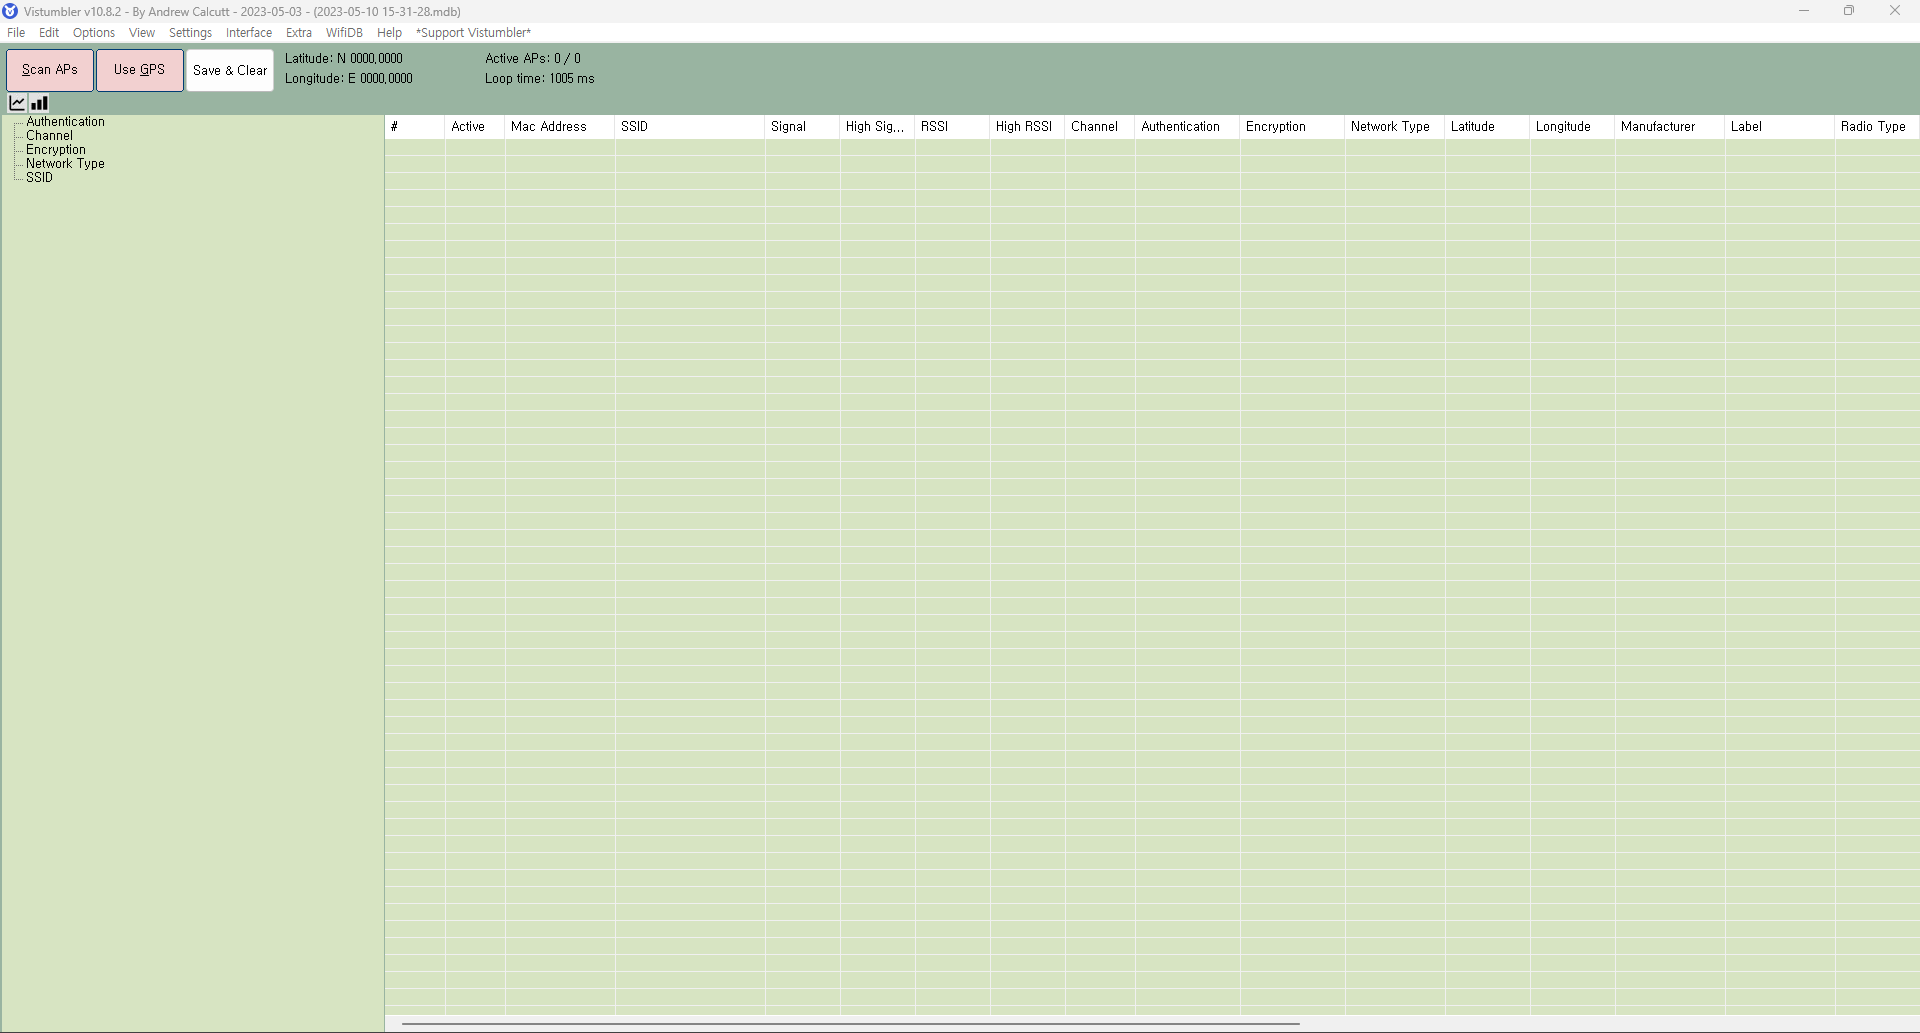 Vistumbler v10.8.2 - By Andrew Calcutt - 2023-05-03 - (2023-05-10 15-31-28.mdb)
File Edit Options View Settings Interface Extra WifiDB Help *Support Vistumbler*
Scan APs Use GPS Save & Clear
Latitude: N 0000.0000 Active APs: 0 / 0
Longitude: E 0000.0000 Loop time: 1005 ms
Authentication
Channel
Encryption
Network Type
SSID
# Active Mac Address SSID Signal High Sig... RSSI High RSSI Channel Authentication Encryption Network Type Latitude Longitude Manufacturer Label Radio Type